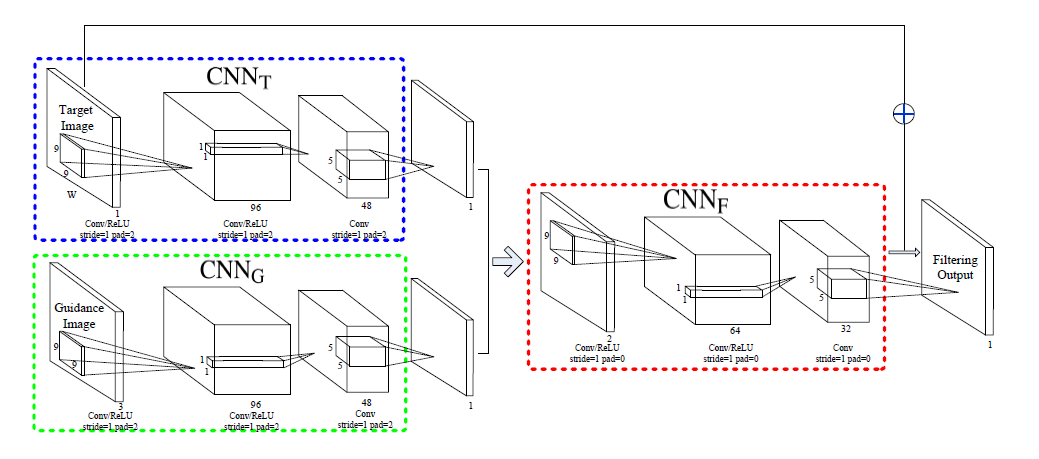 CNNT
Target
Image
9
9
W
1
1
1
5
5
1
96
48
1
Conv/ReLU
stride=1 pad=2
Conv/ReLU
stride=1 pad=2
Conv
stride=1 pad=2
CNNG
Guidance
Image
9
9
1
1
5
5
3
96
48
1
Conv/ReLU
stride=1 pad=2
Conv/ReLU
stride=1 pad=2
Conv
stride=1 pad=2
CNNF
9
9
1
1
5
5
2
64
32
Conv/ReLU
stride=1 pad=0
Conv/ReLU
stride=1 pad=0
Conv
stride=1 pad=0
Filtering
Output
1